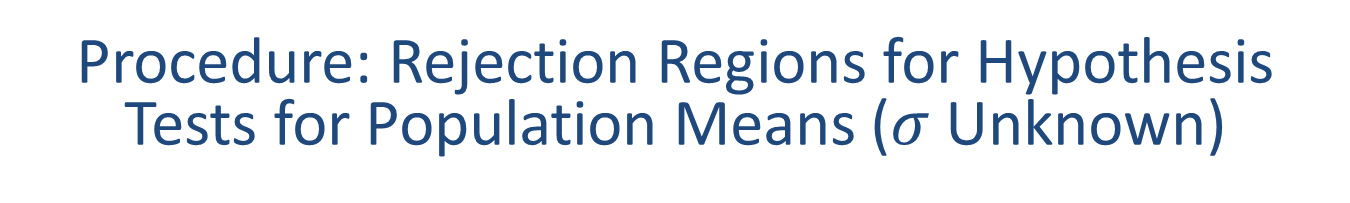 Procedure: Rejection Regions for Hypothesis
Tests for Population Means (σ Unknown)